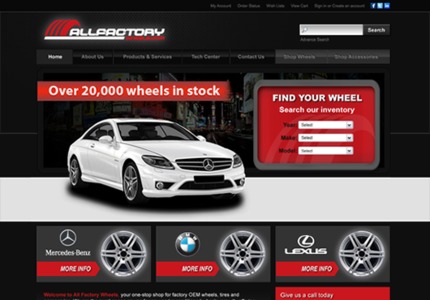 My Account Order Status Wish Lists View Cart Sign in or Create an account
ALLFACTORY
Search
Advance Search
Home About Us Products & Services Tech Center Contact Us Shop Wheels Shop Accessories
Over 20,000 wheels in stock
FIND YOUR WHEEL
Search our inventory
Year: Select
Make: Select
Model: Select
Mercedes-Benz
LEXUS
MORE INFO MORE INFO MORE INFO
Welcome to All Factory Wheels, your one-stop shop for factory OEM wheels, tires and
Give us a call today